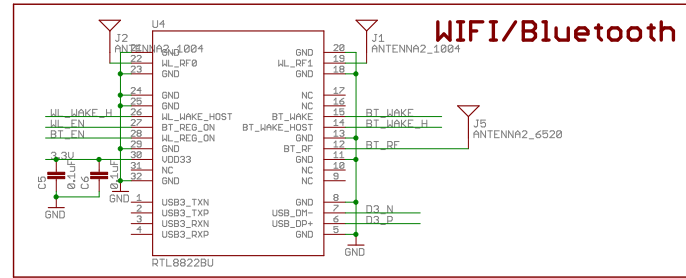 WIFI/Bluetooth
U4
J2
ANTENNA2_1004
J1
ANTENNA2_1004
21 GND GND 20
22 WL_RF0 WL_RF1 19
23 GND GND 18
24 GND NC 17
25 GND NC 16
WL_WAKE_H 26 WL_WAKE_HOST BT_WAKE 15 BT_WAKE
WL_EN 27 BT_REG_ON BT_WAKE_HOST 14 BT_WAKE_H
BT_EN 28 WL_REG_ON GND 13
J5
ANTENNA2_6520
29 GND BT_RF 12 BT_RF
3.3V 30 VDD33 GND 11
31 NC NC 10
32 GND NC 9
C5 0.1uF C6 0.1uF
GND GND
1 USB3_TXN GND 8
2 USB3_TXP USB_DM- 7 D3_N
3 USB3_RXN USB_DP+ 6 D3_P
4 USB3_RXP GND 5
GND
RTL8822BU